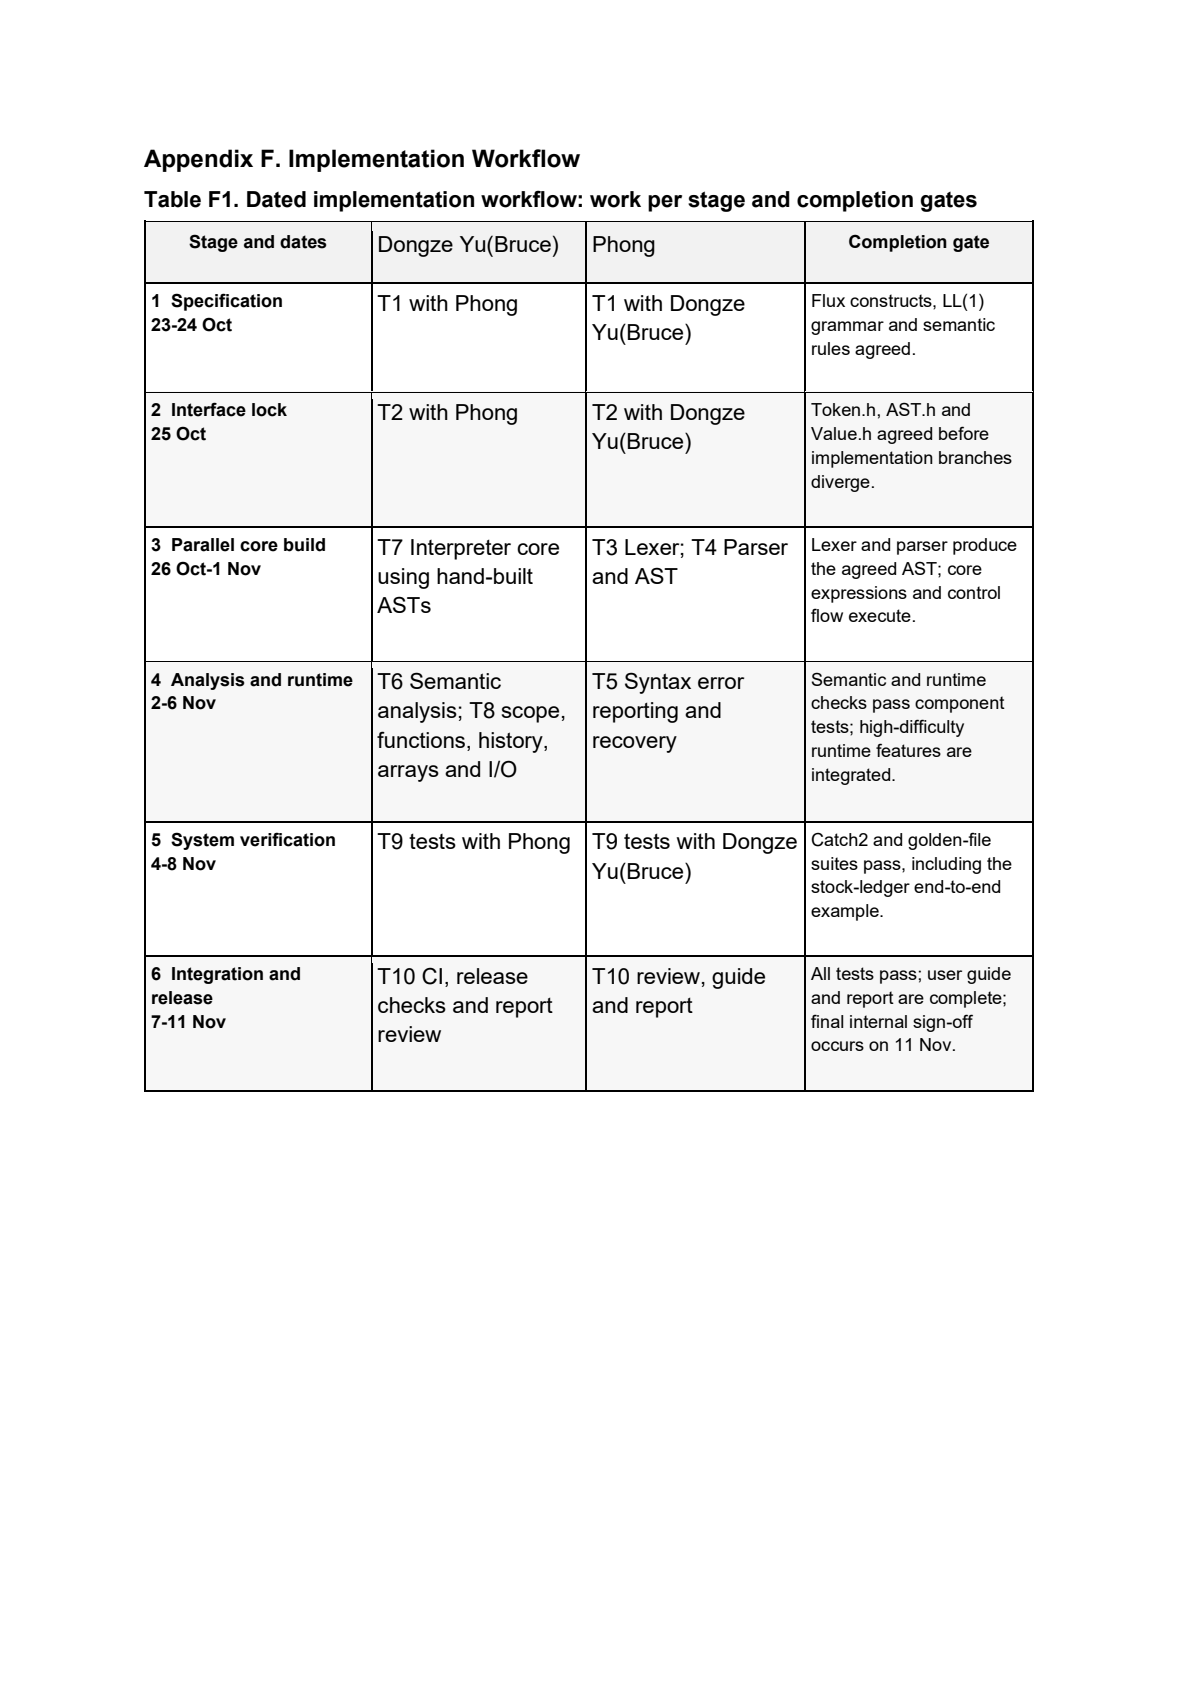 Appendix F. Implementation Workflow
Table F1. Dated implementation workflow: work per stage and completion gates
Stage and dates
Dongze Yu(Bruce)
Phong
Completion gate
1  Specification
23-24 Oct
T1 with Phong
T1 with Dongze
Yu(Bruce)
Flux constructs, LL(1)
grammar and semantic
rules agreed.
2  Interface lock
25 Oct
T2 with Phong
T2 with Dongze
Yu(Bruce)
Token.h, AST.h and
Value.h agreed before
implementation branches
diverge.
3  Parallel core build
26 Oct-1 Nov
T7 Interpreter core
using hand-built
ASTs
T3 Lexer; T4 Parser
and AST
Lexer and parser produce
the agreed AST; core
expressions and control
flow execute.
4  Analysis and runtime
2-6 Nov
T6 Semantic
analysis; T8 scope,
functions, history,
arrays and I/O
T5 Syntax error
reporting and
recovery
Semantic and runtime
checks pass component
tests; high-difficulty
runtime features are
integrated.
5  System verification
4-8 Nov
T9 tests with Phong
T9 tests with Dongze
Yu(Bruce)
Catch2 and golden-file
suites pass, including the
stock-ledger end-to-end
example.
6  Integration and
release
7-11 Nov
T10 CI, release
checks and report
review
T10 review, guide
and report
All tests pass; user guide
and report are complete;
final internal sign-off
occurs on 11 Nov.